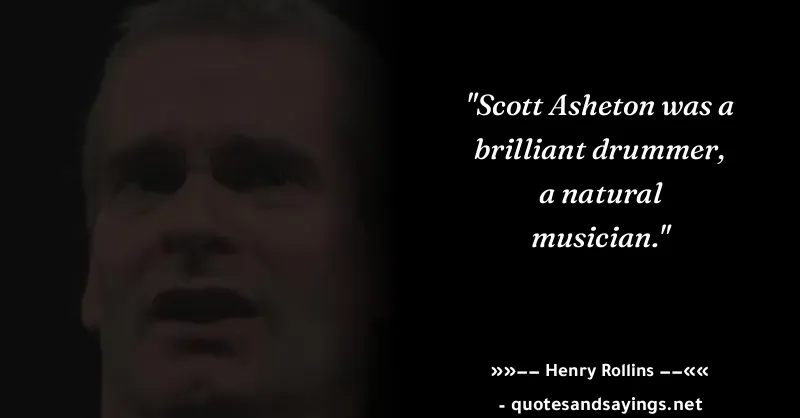 "Scott Asheton was a
brilliant drummer,
a natural
musician."
»»−− Henry Rollins −−««
- quotesandsayings.net